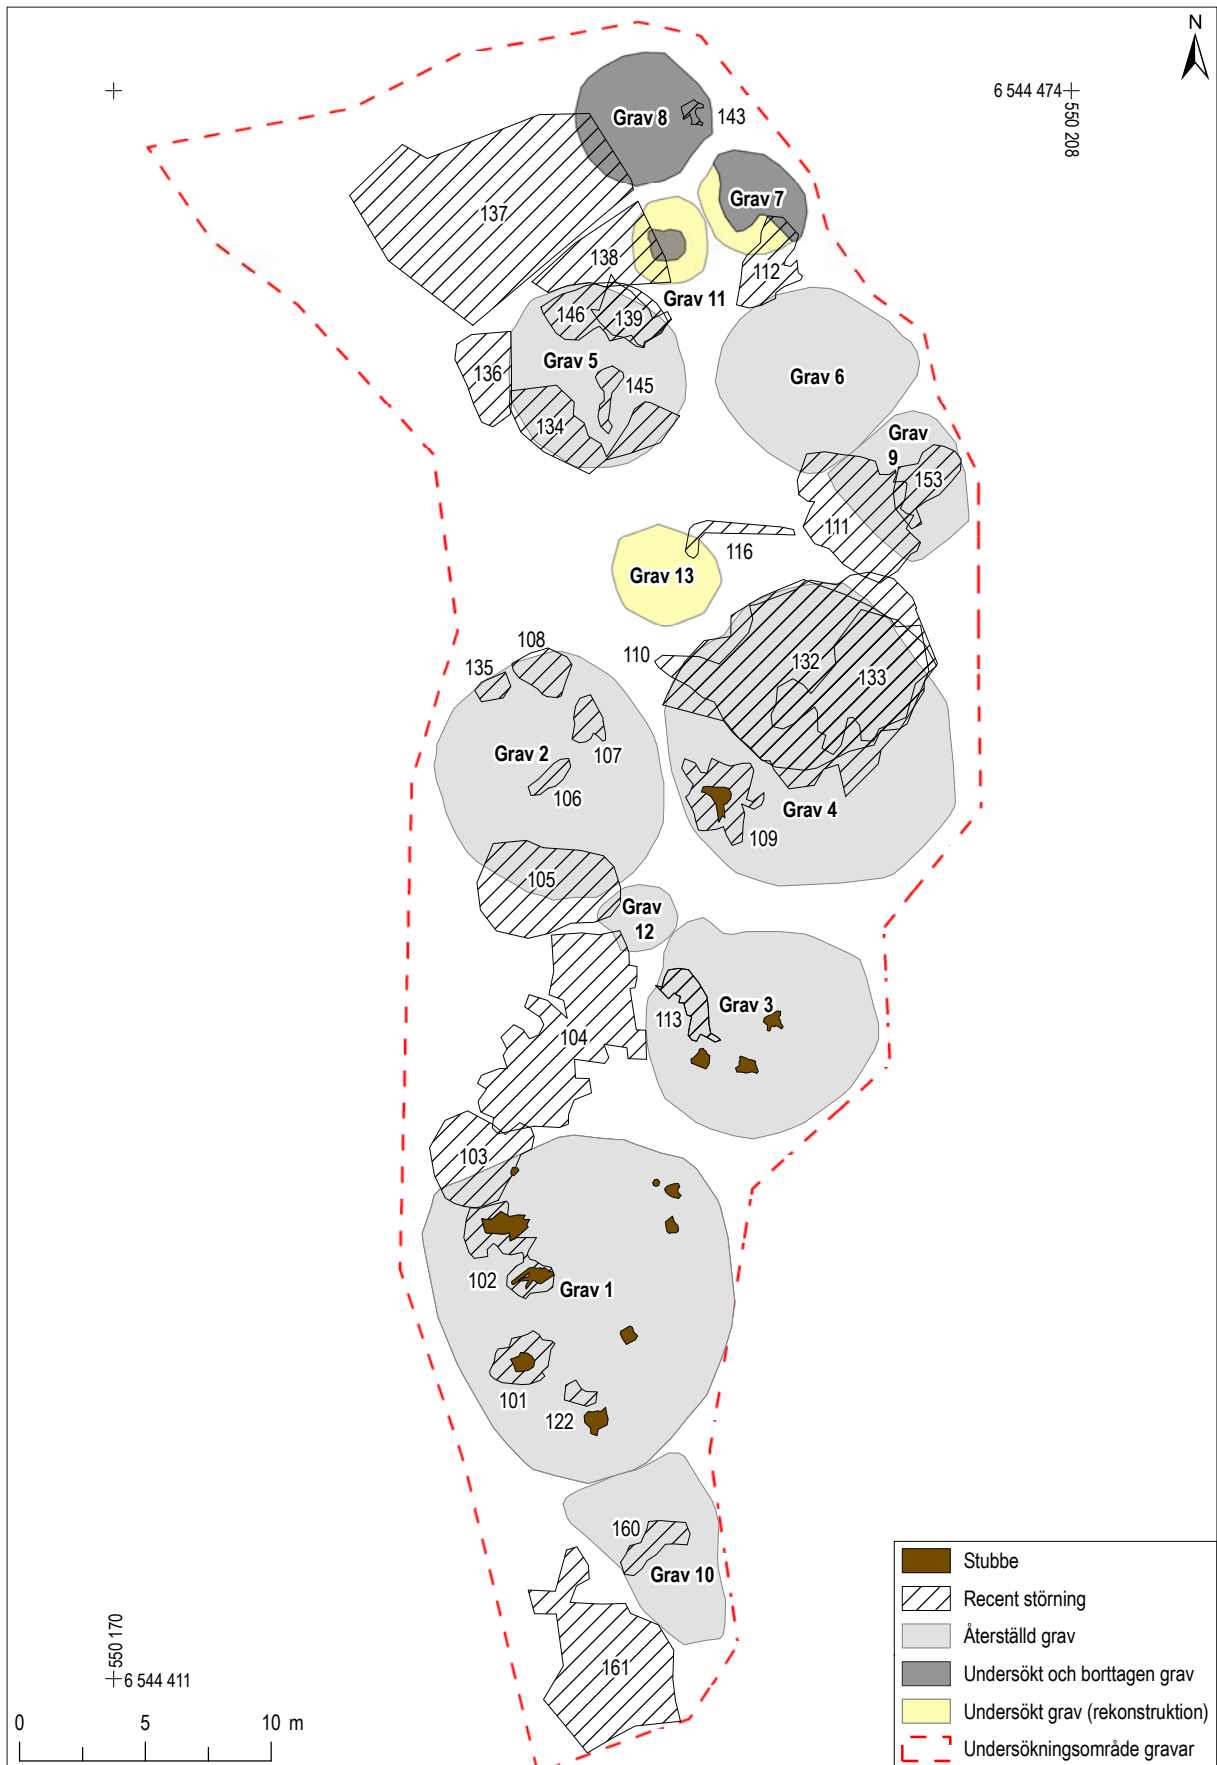 N
6 544 474
550 208
Grav 8
143
Grav 7
137
138
112
Grav 11
146
139
Grav 5
136
145
Grav 6
134
Grav
9
153
111
116
Grav 13
110
132
133
108
135
107
Grav 2
106
Grav 4
109
105
Grav
12
Grav 3
113
104
103
102
Grav 1
101
122
160
Grav 10
161
550 170
6 544 411
0 5 10 m
Stubbe
Recent störning
Återställd grav
Undersökt och borttagen grav
Undersökt grav (rekonstruktion)
Undersökningsområde gravar